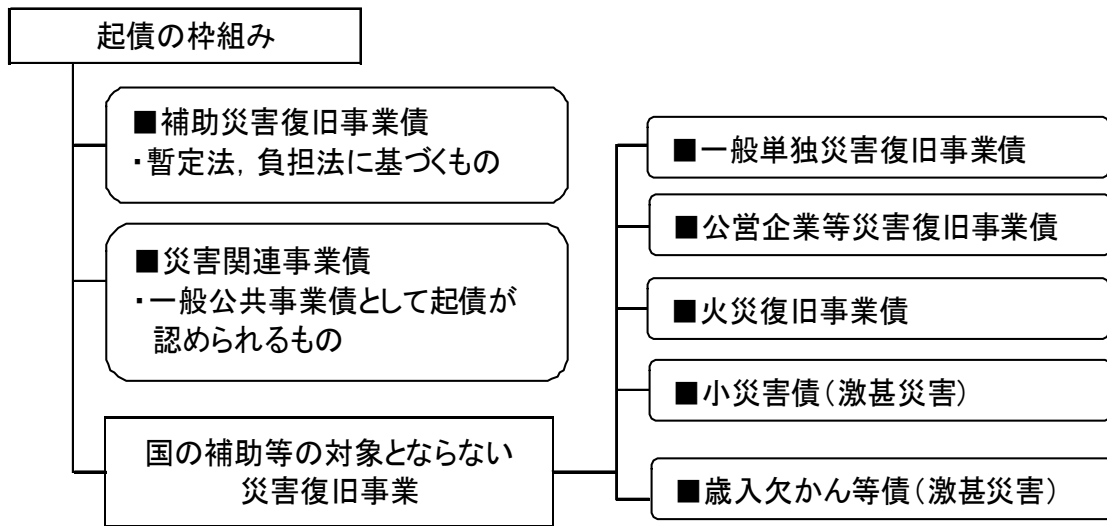 起債の枠組み
■補助災害復旧事業債
・暫定法，負担法に基づくもの
■災害関連事業債
・一般公共事業債として起債が
認められるもの
国の補助等の対象とならない
災害復旧事業
■一般単独災害復旧事業債
■公営企業等災害復旧事業債
■火災復旧事業債
■小災害債（激甚災害）
■歳入欠かん等債（激甚災害）